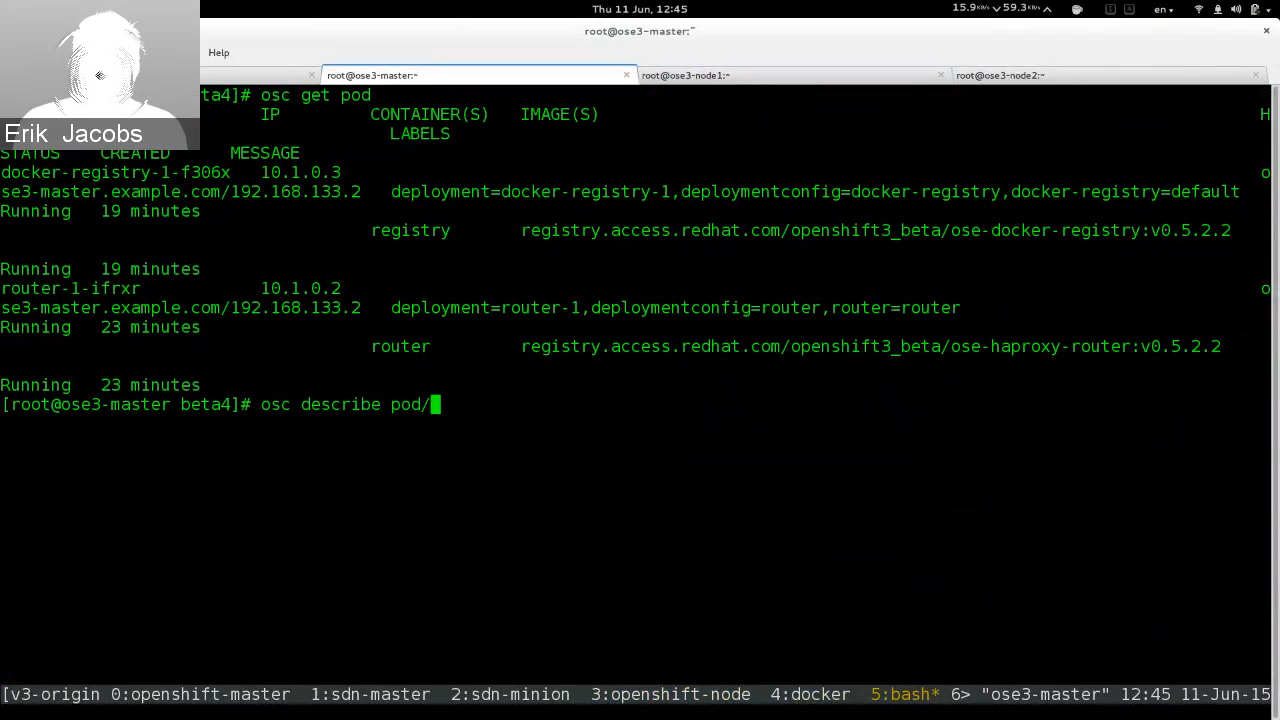 Thu 11 Jun, 12:45
15.9KB/s 59.3KB/s
en
root@ose3-master:~
Help
root@ose3-master:~
root@ose3-node1:~
root@ose3-node2:~
Erik Jacobs
ta4]# osc get pod
IP CONTAINER(S) IMAGE(S) H
LABELS
STATUS CREATED MESSAGE
docker-registry-1-f306x 10.1.0.3 o
se3-master.example.com/192.168.133.2 deployment=docker-registry-1,deploymentconfig=docker-registry,docker-registry=default
Running 19 minutes
registry registry.access.redhat.com/openshift3_beta/ose-docker-registry:v0.5.2.2
Running 19 minutes
router-1-ifrxr 10.1.0.2 o
se3-master.example.com/192.168.133.2 deployment=router-1,deploymentconfig=router,router=router
Running 23 minutes
router registry.access.redhat.com/openshift3_beta/ose-haproxy-router:v0.5.2.2
Running 23 minutes
[root@ose3-master beta4]# osc describe pod/
[v3-origin 0:openshift-master 1:sdn-master 2:sdn-minion 3:openshift-node 4:docker 5:bash* 6> "ose3-master" 12:45 11-Jun-15